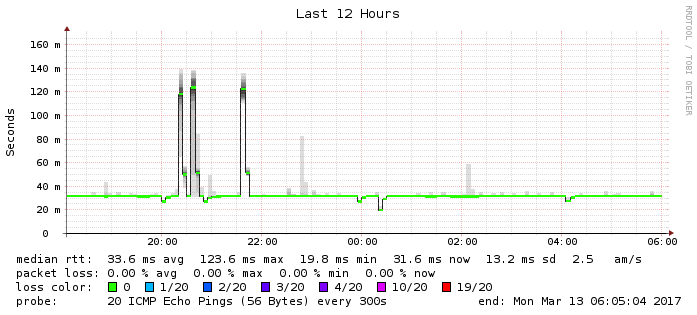 Last 12 Hours
RRDTOOL / TOBI OETIKER
Seconds
160 m
140 m
120 m
100 m
80 m
60 m
40 m
20 m
0
20:00 22:00 00:00 02:00 04:00 06:00
median rtt: 33.6 ms avg 123.6 ms max 19.8 ms min 31.6 ms now 13.2 ms sd 2.5 am/s
packet loss: 0.00 % avg 0.00 % max 0.00 % min 0.00 % now
loss color: 0 1/20 2/20 3/20 4/20 10/20 19/20
probe: 20 ICMP Echo Pings (56 Bytes) every 300s end: Mon Mar 13 06:05:04 2017